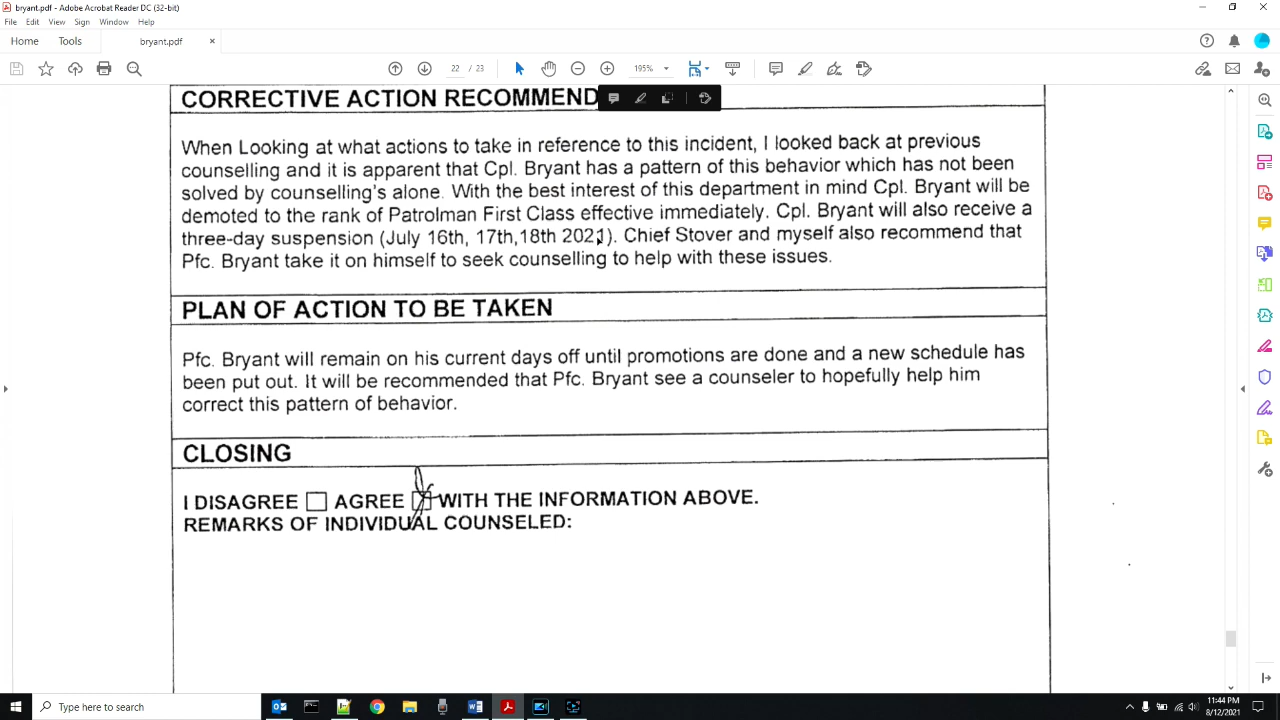 bryant.pdf - Adobe Acrobat Reader DC (32-bit)
File Edit View Sign Window Help
Home Tools bryant.pdf ×
22 / 23 195%
CORRECTIVE ACTION RECOMMEND
When Looking at what actions to take in reference to this incident, I looked back at previous
counselling and it is apparent that Cpl. Bryant has a pattern of this behavior which has not been
solved by counselling's alone. With the best interest of this department in mind Cpl. Bryant will be
demoted to the rank of Patrolman First Class effective immediately. Cpl. Bryant will also receive a
three-day suspension (July 16th, 17th,18th 2021). Chief Stover and myself also recommend that
Pfc. Bryant take it on himself to seek counselling to help with these issues.
PLAN OF ACTION TO BE TAKEN
Pfc. Bryant will remain on his current days off until promotions are done and a new schedule has
been put out. It will be recommended that Pfc. Bryant see a counseler to hopefully help him
correct this pattern of behavior.
CLOSING
I DISAGREE AGREE WITH THE INFORMATION ABOVE.
REMARKS OF INDIVIDUAL COUNSELED:
Type here to search
11:44 PM
8/12/2021